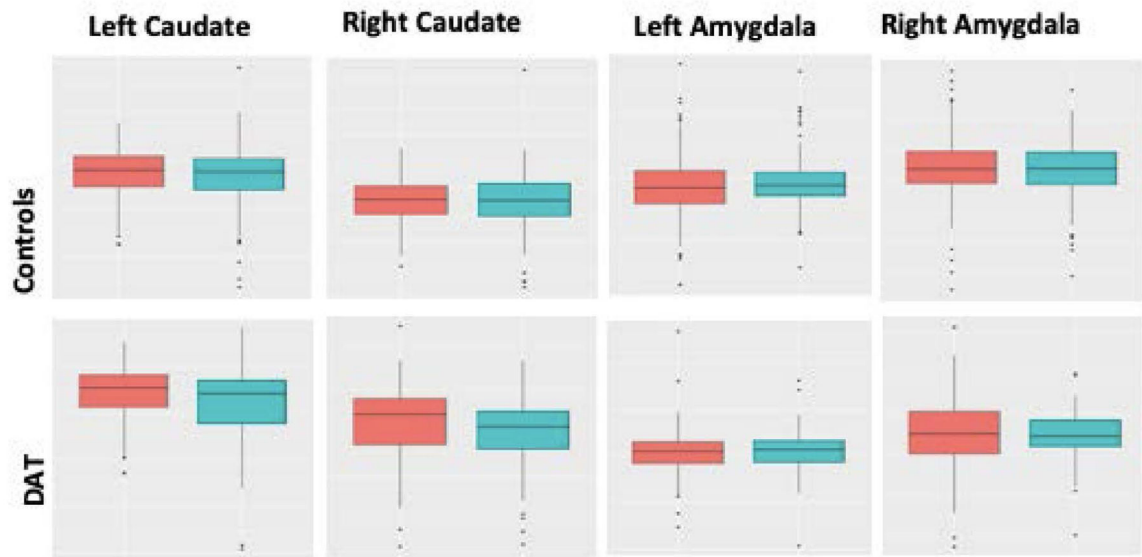 Left Caudate
Right Caudate
Left Amygdala
Right Amygdala
Controls
DAT